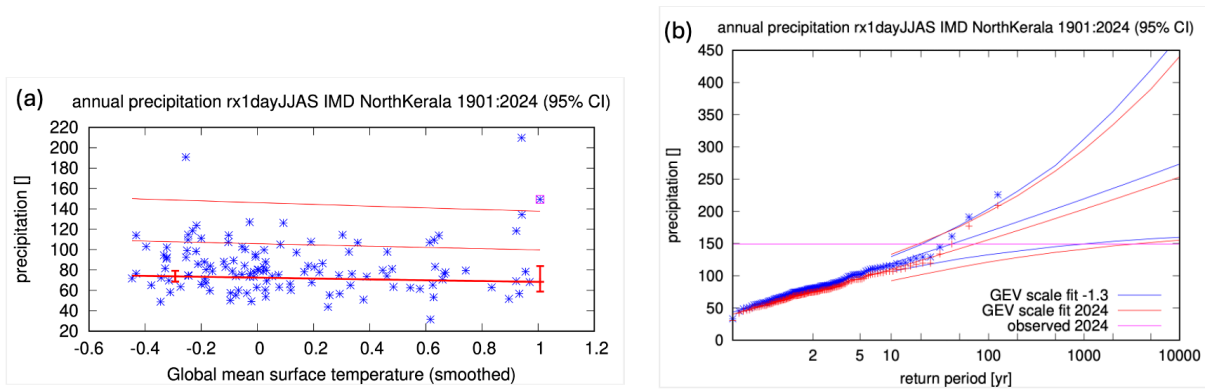 (a)
annual precipitation rx1dayJJAS IMD NorthKerala 1901:2024 (95% CI)
precipitation []
220
200
180
160
140
120
100
80
60
40
20
-0.6 -0.4 -0.2 0 0.2 0.4 0.6 0.8 1 1.2
Global mean surface temperature (smoothed)
(b)
annual precipitation rx1dayJJAS IMD NorthKerala 1901:2024 (95% CI)
precipitation []
450
400
350
300
250
200
150
100
50
0
GEV scale fit -1.3
GEV scale fit 2024
observed 2024
2 5 10 100 1000 10000
return period [yr]